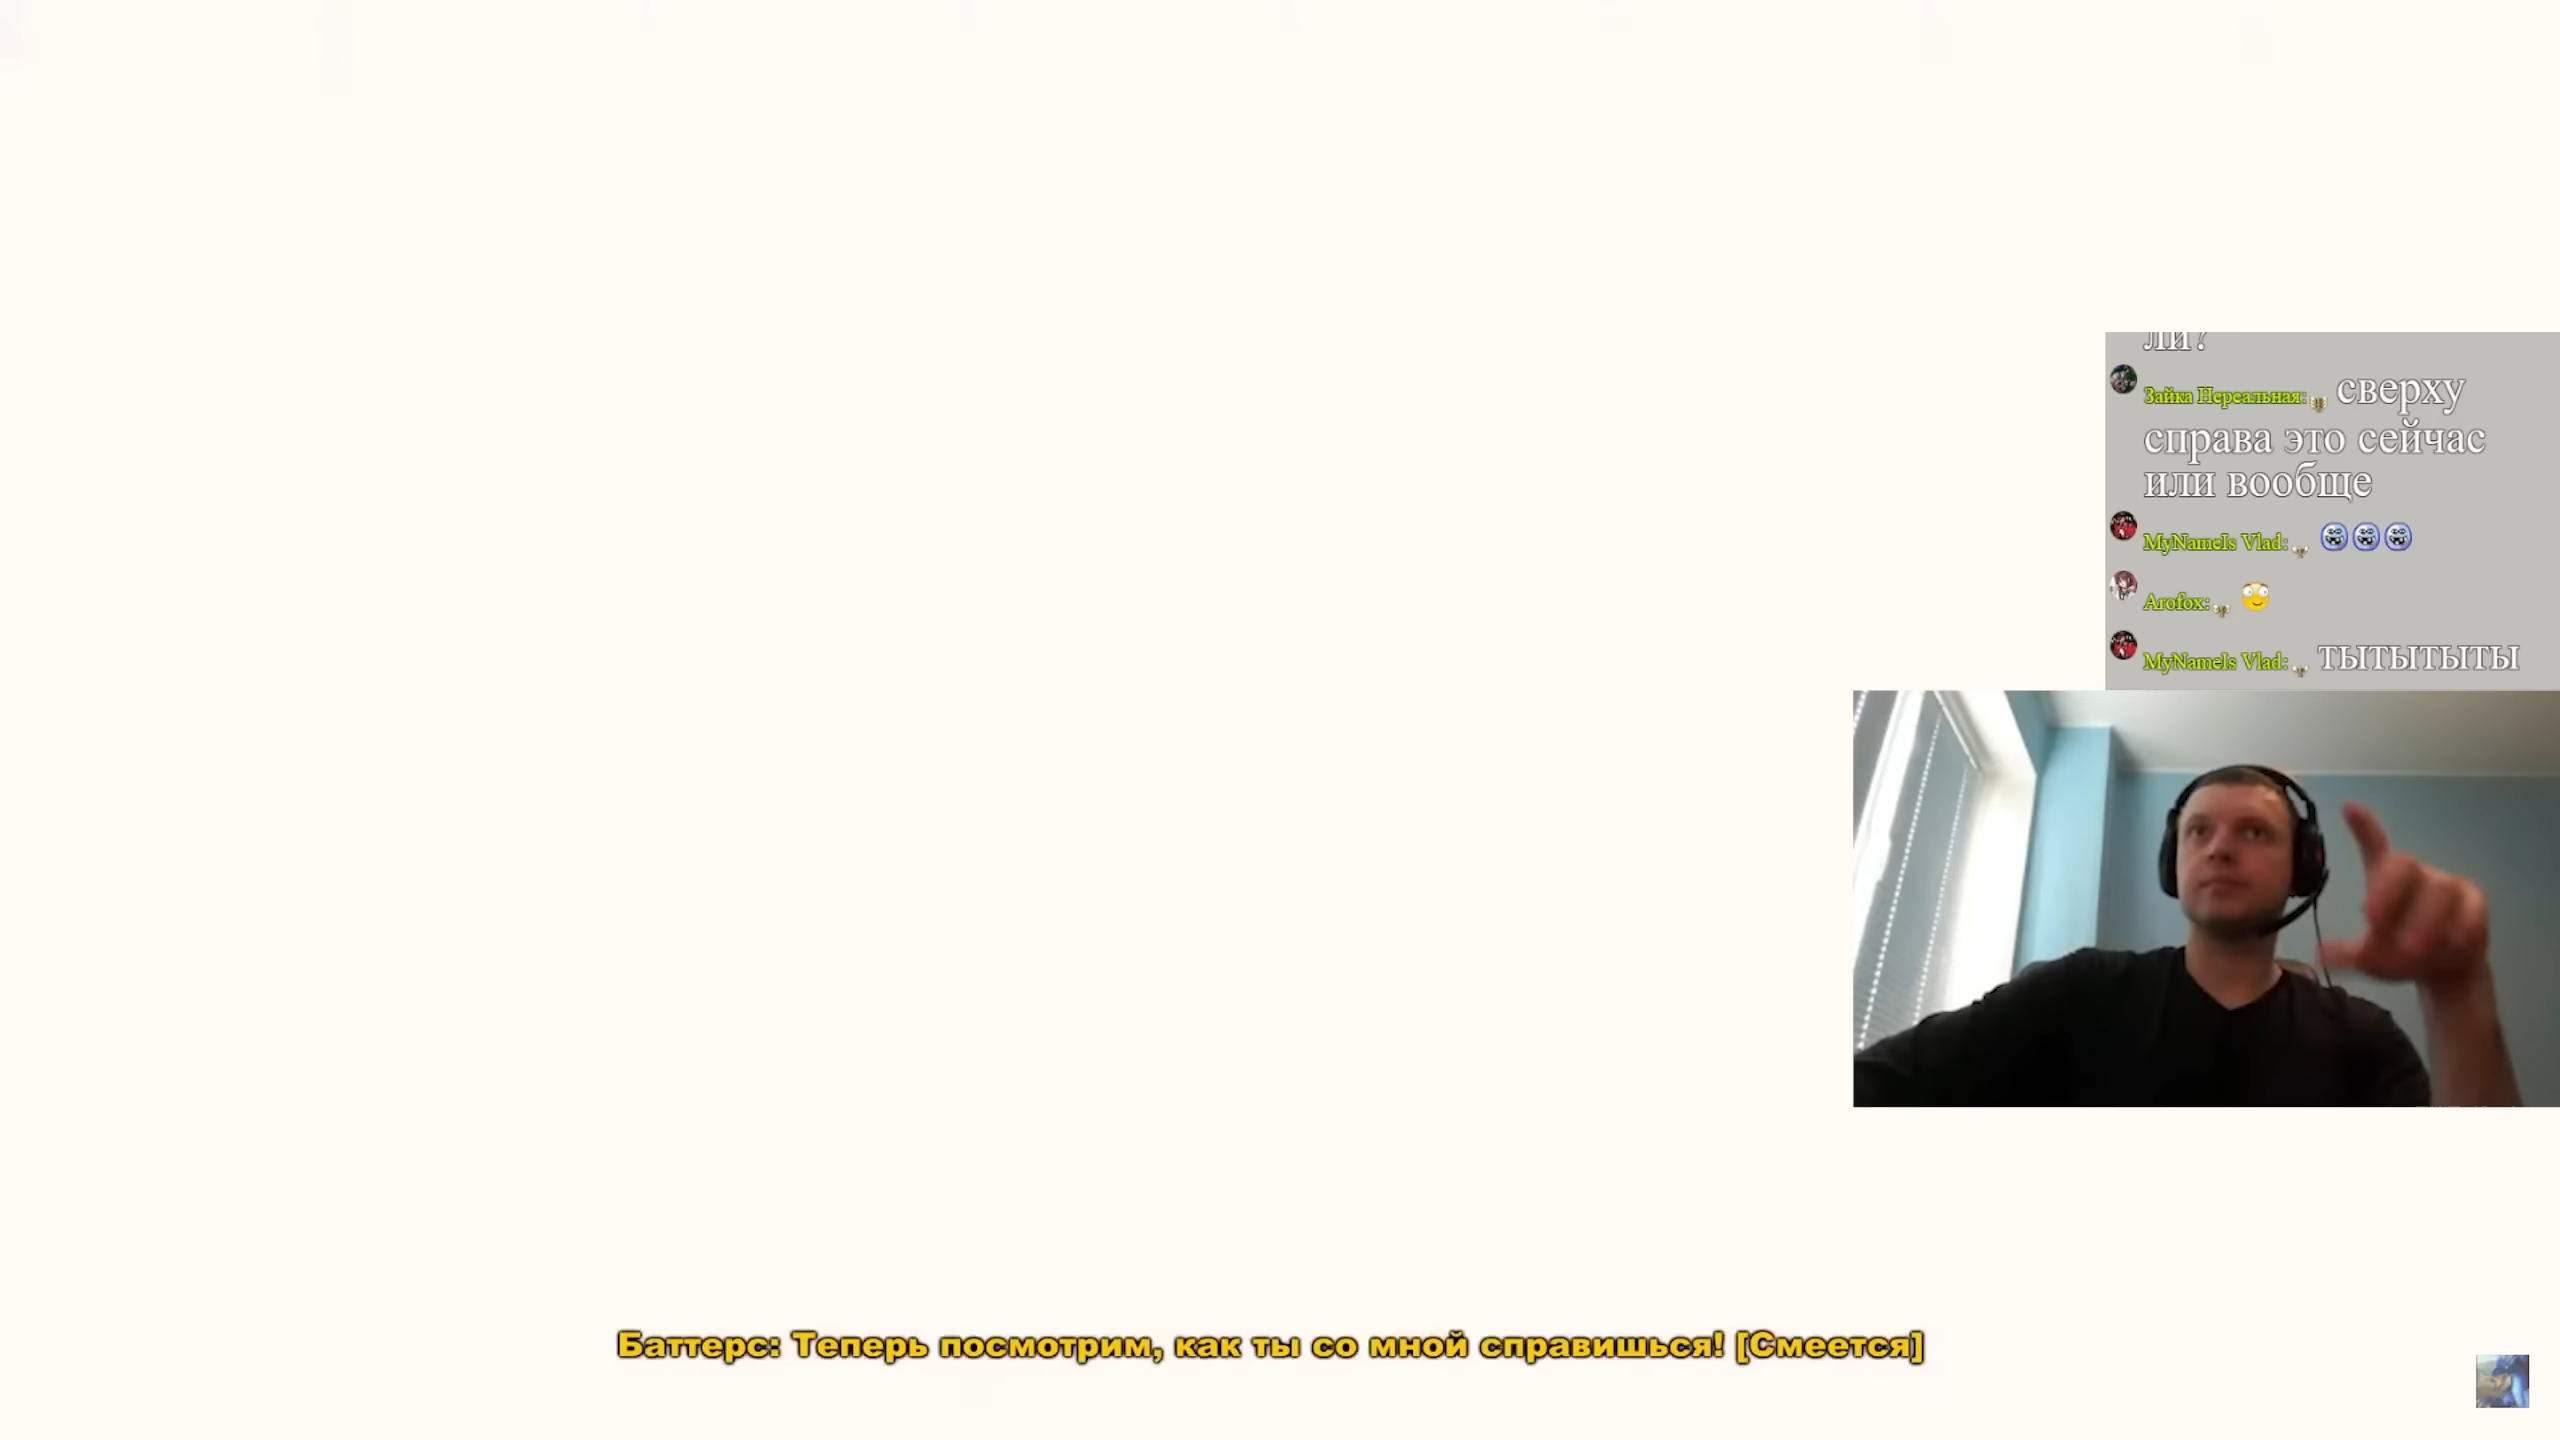 ли?
Зайка Нереальная: сверху
справа это сейчас
или вообще
MyNameIs Vlad:
Arofox:
MyNameIs Vlad: тытытыты
Баттерс: Теперь посмотрим, как ты со мной справишься! [Смеется]